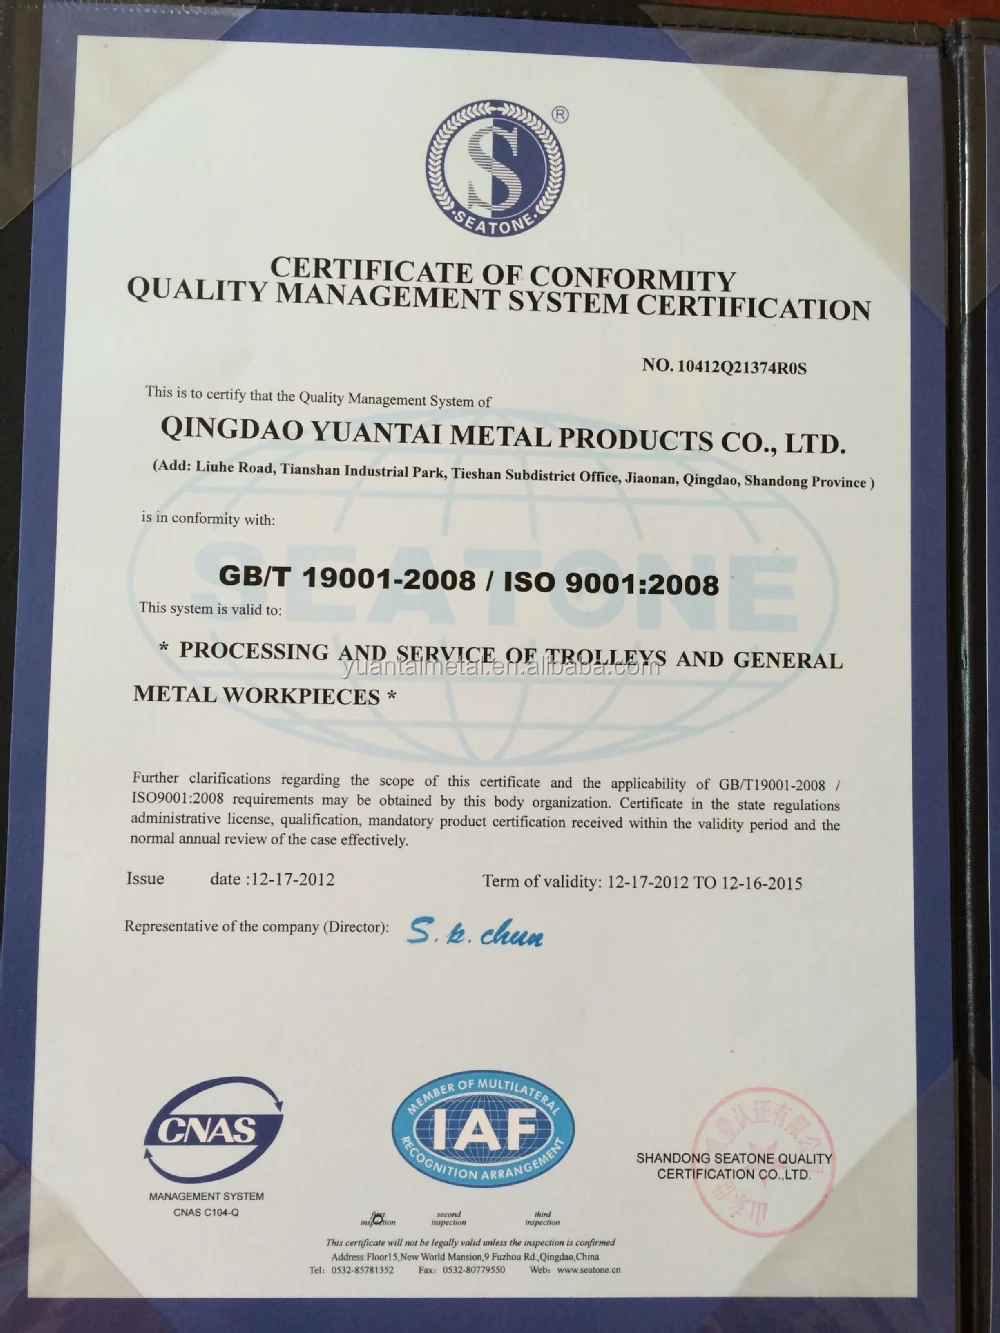 S
SEATONE
®
CERTIFICATE OF CONFORMITY
QUALITY MANAGEMENT SYSTEM CERTIFICATION
NO. 10412Q21374R0S
This is to certify that the Quality Management System of
QINGDAO YUANTAI METAL PRODUCTS CO., LTD.
(Add: Liuhe Road, Tianshan Industrial Park, Tieshan Subdistrict Office, Jiaonan, Qingdao, Shandong Province )
is in conformity with:
SEATONE
GB/T 19001-2008 / ISO 9001:2008
This system is valid to:
* PROCESSING AND SERVICE OF TROLLEYS AND GENERAL
yuantaimetal.en.alibaba.com
METAL WORKPIECES *
Further clarifications regarding the scope of this certificate and the applicability of GB/T19001-2008 /
ISO9001:2008 requirements may be obtained by this body organization. Certificate in the state regulations
administrative license, qualification, mandatory product certification received within the validity period and the
normal annual review of the case effectively.
Issue date :12-17-2012
Term of validity: 12-17-2012 TO 12-16-2015
Representative of the company (Director): S. k. chun
CNAS
MANAGEMENT SYSTEM
CNAS C104-Q
MEMBER OF MULTILATERAL
IAF
RECOGNITION ARRANGEMENT
SHANDONG SEATONE QUALITY
CERTIFICATION CO.,LTD.
first second third
inspection inspection inspection
This certificate will not be legally valid unless the inspection is confirmed
Address:Floor15,New World Mansion,9 Fuzhou Rd.,Qingdao,China
Tel: 0532-85781352 Fax: 0532-80779550 Web: www.seatone.cn